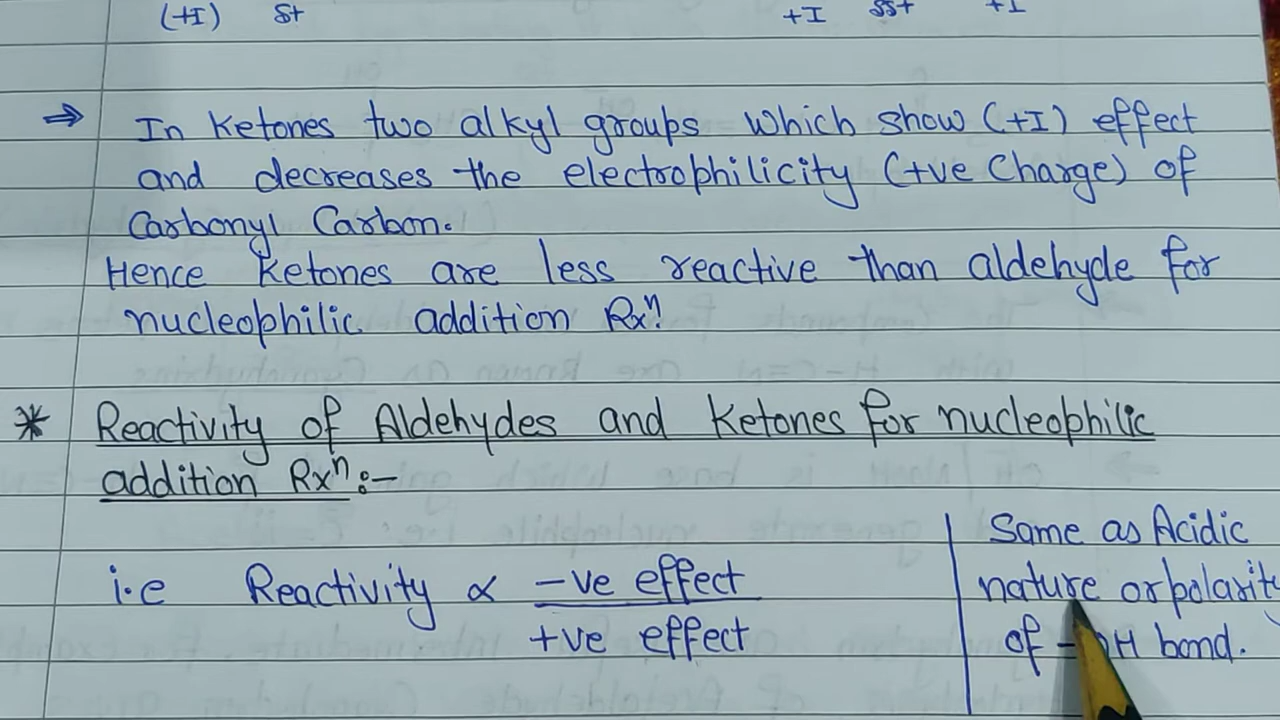 (+I) δ+ +I δδ+ +I
⇒ In Ketones two alkyl groups which show (+I) effect
and decreases the electrophilicity (+ve Charge) of
Carbonyl Carbon.
Hence Ketones are less reactive than aldehyde for
nucleophilic addition Rxⁿ.
* Reactivity of Aldehydes and Ketones for nucleophilic
addition Rxⁿ:-
i.e Reactivity ∝ -ve effect
+ve effect
Same as Acidic
nature or polarity
of -OH bond.